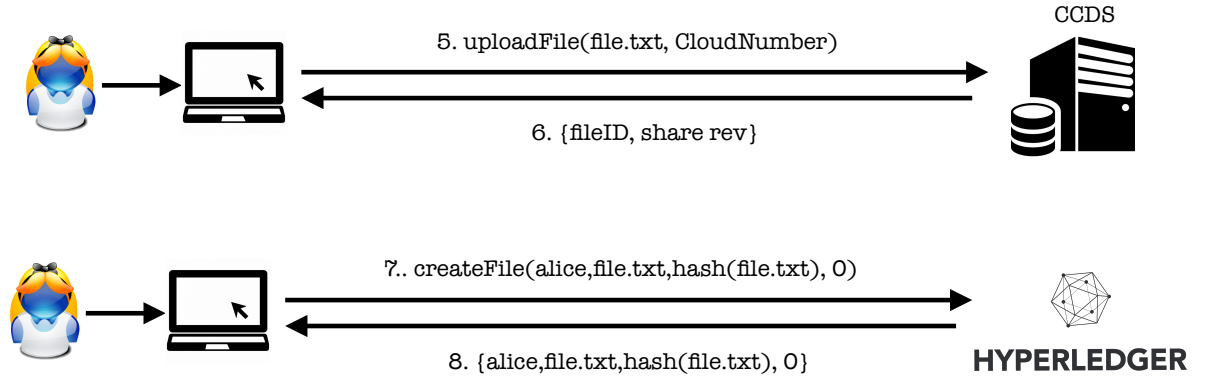 CCDS
5. uploadFile(file.txt, CloudNumber)
6. {fileID, share rev}
7.. createFile(alice,file.txt,hash(file.txt), 0)
8. {alice,file.txt,hash(file.txt), 0}
HYPERLEDGER